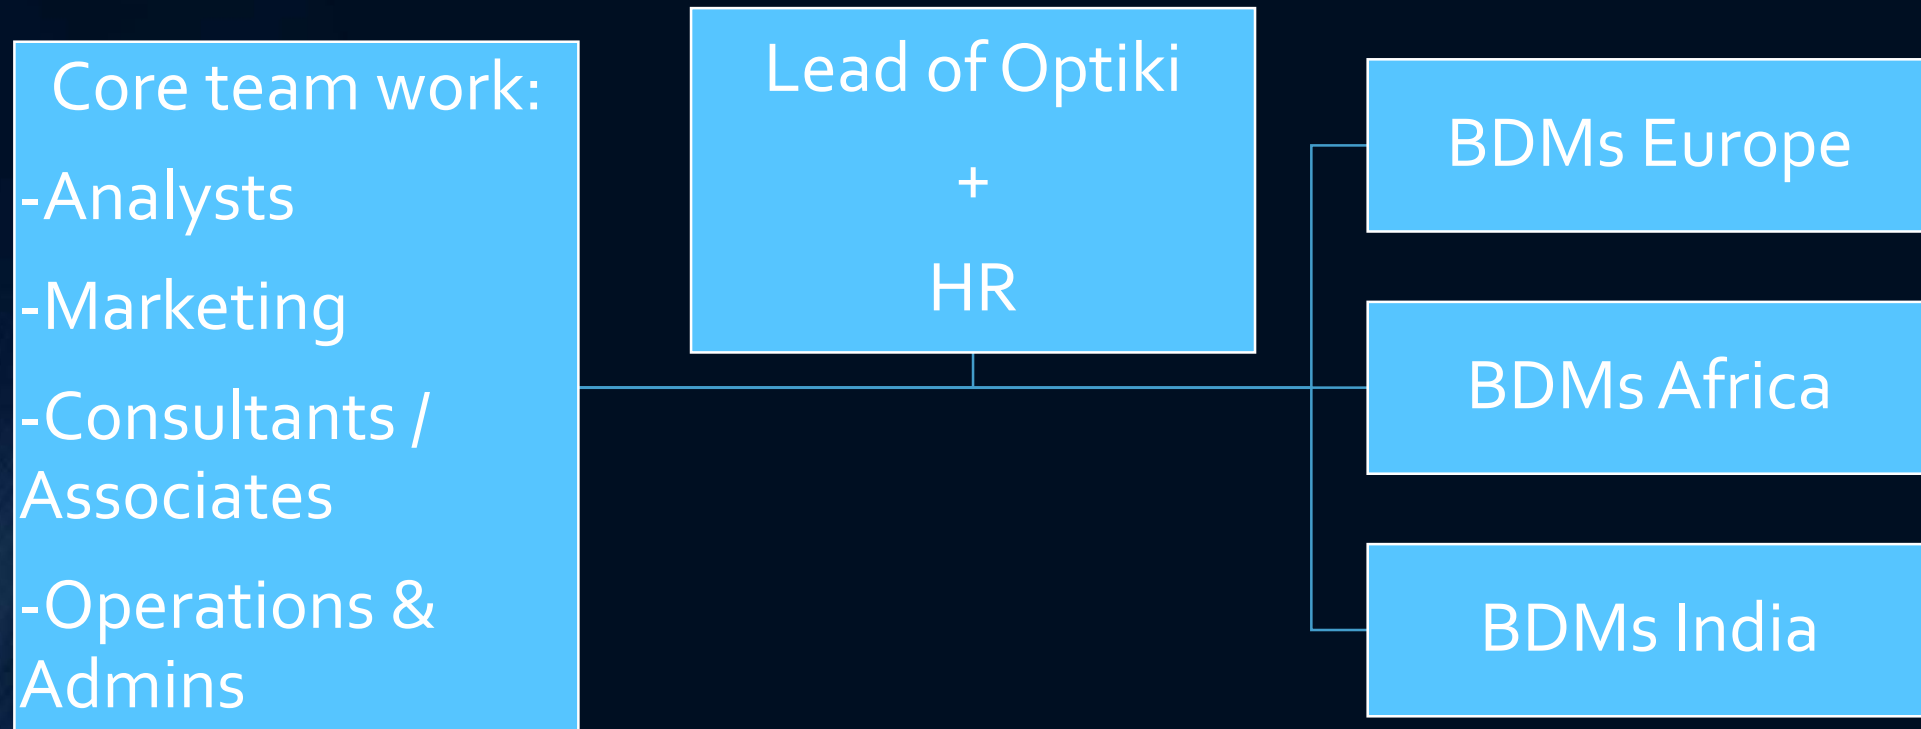 Core team work:
-Analysts
-Marketing
-Consultants /
Associates
-Operations &
Admins
Lead of Optiki
+
HR
BDMs Europe
BDMs Africa
BDMs India